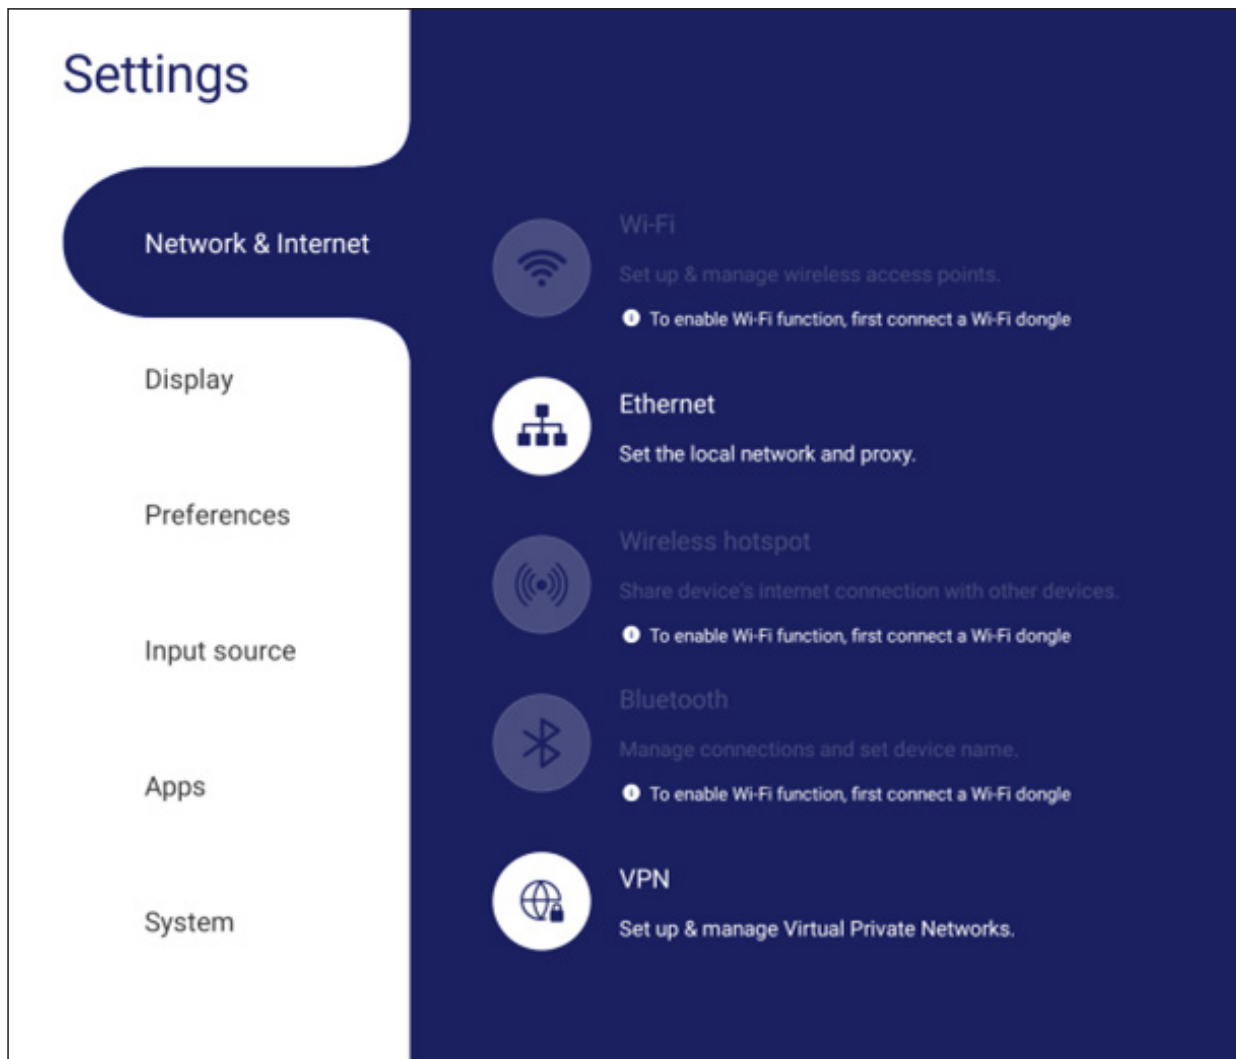 Settings
Network & Internet
Display
Preferences
Input source
Apps
System
Wi-Fi
Set up & manage wireless access points.
To enable Wi-Fi function, first connect a Wi-Fi dongle
Ethernet
Set the local network and proxy.
Wireless hotspot
Share device's internet connection with other devices.
To enable Wi-Fi function, first connect a Wi-Fi dongle
Bluetooth
Manage connections and set device name.
To enable Wi-Fi function, first connect a Wi-Fi dongle
VPN
Set up & manage Virtual Private Networks.